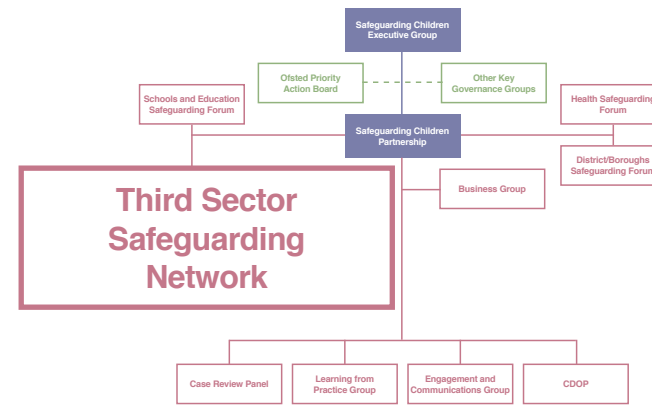 Safeguarding Children
Executive Group
Ofsted Priority
Action Board
Other Key
Governance Groups
Schools and Education
Safeguarding Forum
Health Safeguarding
Forum
Safeguarding Children
Partnership
District/Boroughs
Safeguarding Forum
Business Group
Third Sector
Safeguarding
Network
Case Review Panel
Learning from
Practice Group
Engagement and
Communications Group
CDOP